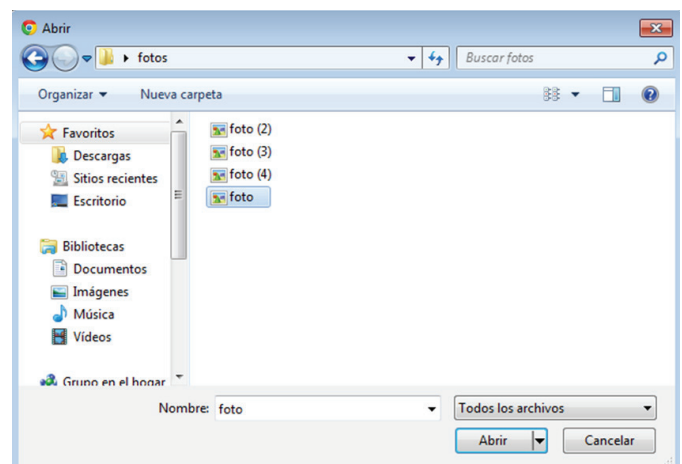 Abrir
fotos
Buscar fotos
Organizar
Nueva carpeta
Favoritos
Descargas
Sitios recientes
Escritorio
Bibliotecas
Documentos
Imágenes
Música
Vídeos
Grupo en el hogar
foto (2)
foto (3)
foto (4)
foto
Nombre: foto
Todos los archivos
Abrir
Cancelar